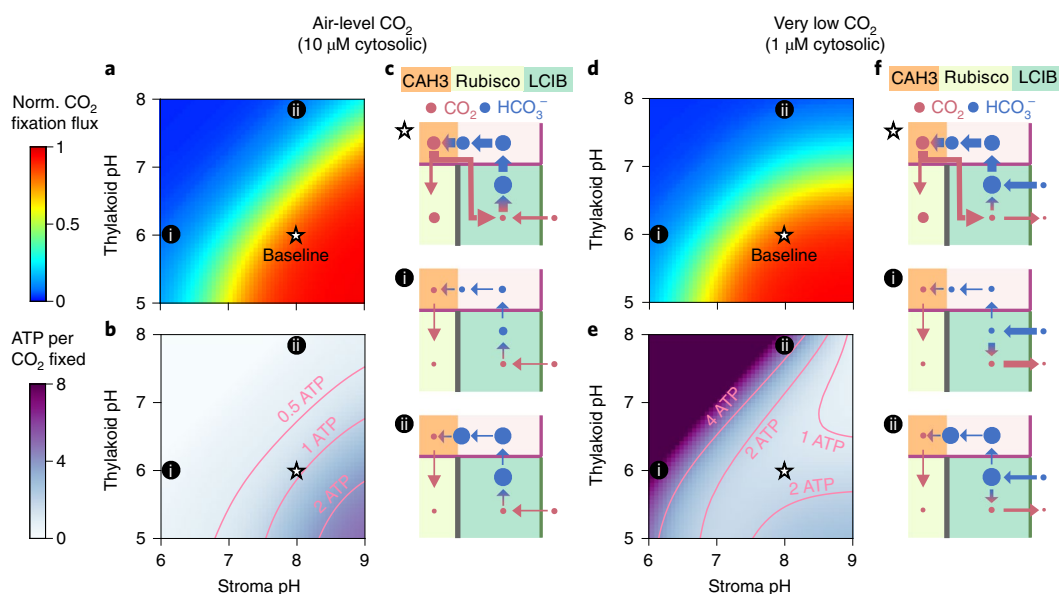 Air-level CO₂
(10 μM cytosolic)
Very low CO₂
(1 μM cytosolic)
a
Norm. CO₂
fixation flux
1
0.5
0
Thylakoid pH
8
7
6
5
ii
i
Baseline
b
ATP per
CO₂ fixed
8
4
0
Thylakoid pH
8
7
6
5
ii
i
0.5 ATP
1 ATP
2 ATP
6
7
8
9
Stroma pH
c
CAH3 Rubisco LCIB
CO₂ HCO₃⁻
i
ii
d
Thylakoid pH
8
7
6
5
ii
i
Baseline
e
Thylakoid pH
8
7
6
5
ii
i
4 ATP
2 ATP
1 ATP
2 ATP
6
7
8
9
Stroma pH
f
CAH3 Rubisco LCIB
CO₂ HCO₃⁻
i
ii